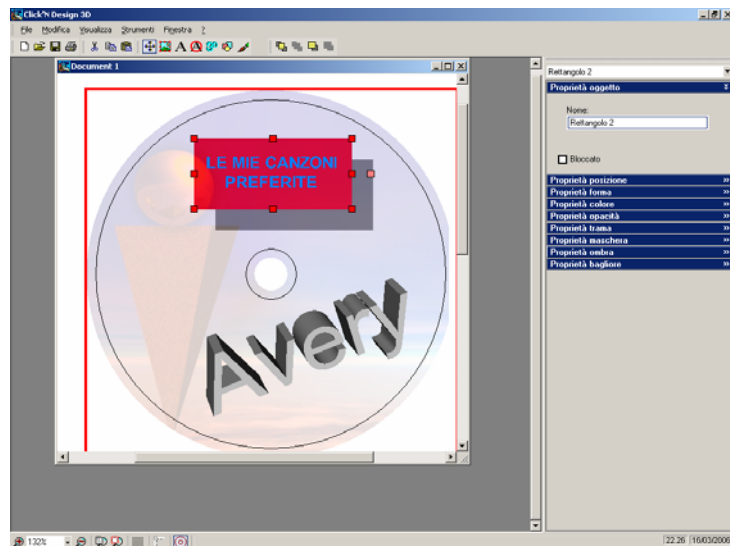 Click'N Design 3D
File Modifica Visualizza Strumenti Finestra ?
Document 1
LE MIE CANZONI
PREFERITE
Avery
Rettangolo 2
Proprietà oggetto
Nome:
Rettangolo 2
Bloccato
Proprietà posizione
Proprietà forma
Proprietà colore
Proprietà opacità
Proprietà trama
Proprietà maschera
Proprietà ombra
Proprietà bagliore
132%
22.26 16/03/2006